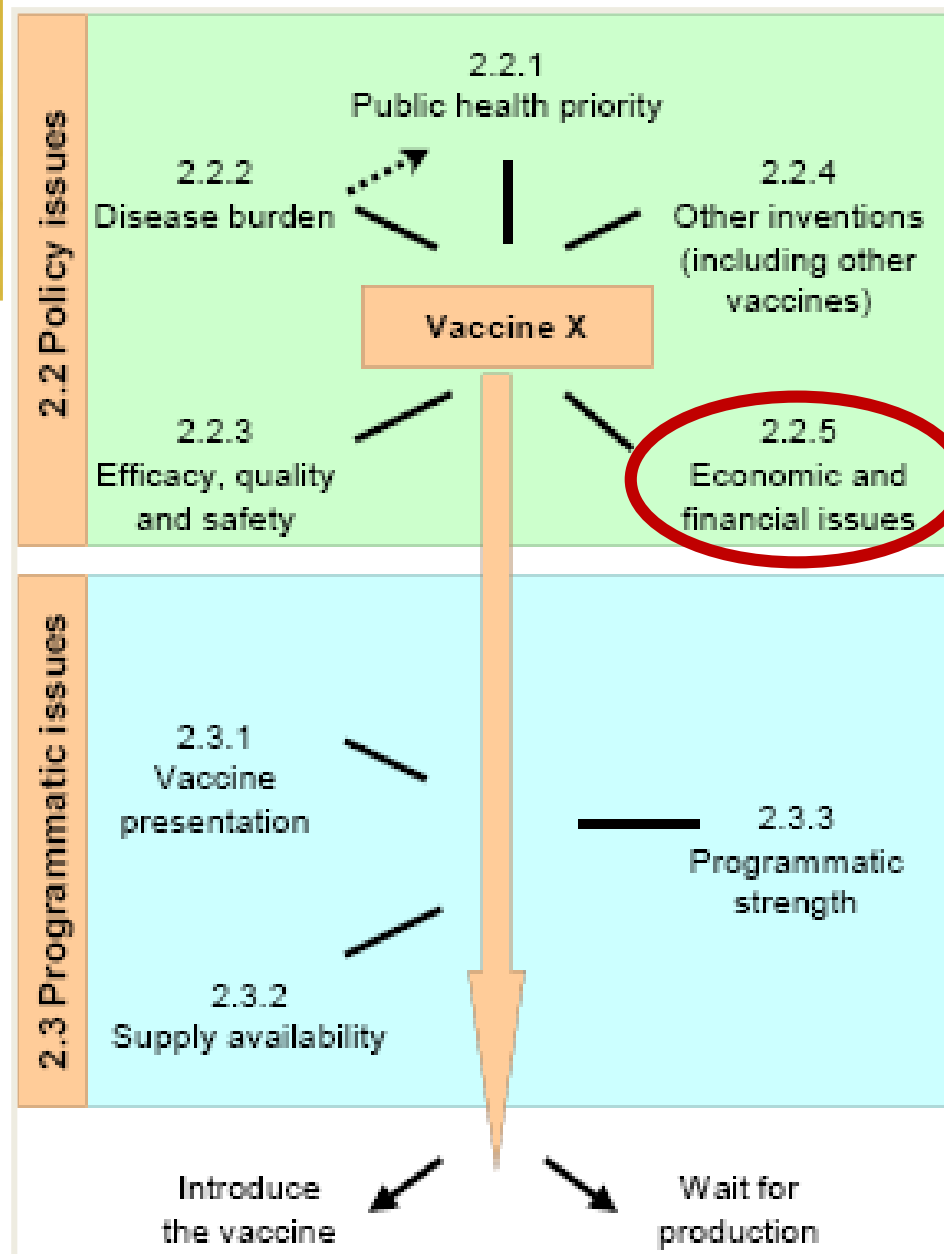 2.2 Policy issues
2.2.1
Public health priority
2.2.2
Disease burden
2.2.4
Other inventions
(including other
vaccines)
Vaccine X
2.2.3
Efficacy, quality
and safety
2.2.5
Economic and
financial issues
2.3 Programmatic issues
2.3.1
Vaccine
presentation
2.3.3
Programmatic
strength
2.3.2
Supply availability
Introduce
the vaccine
Wait for
production